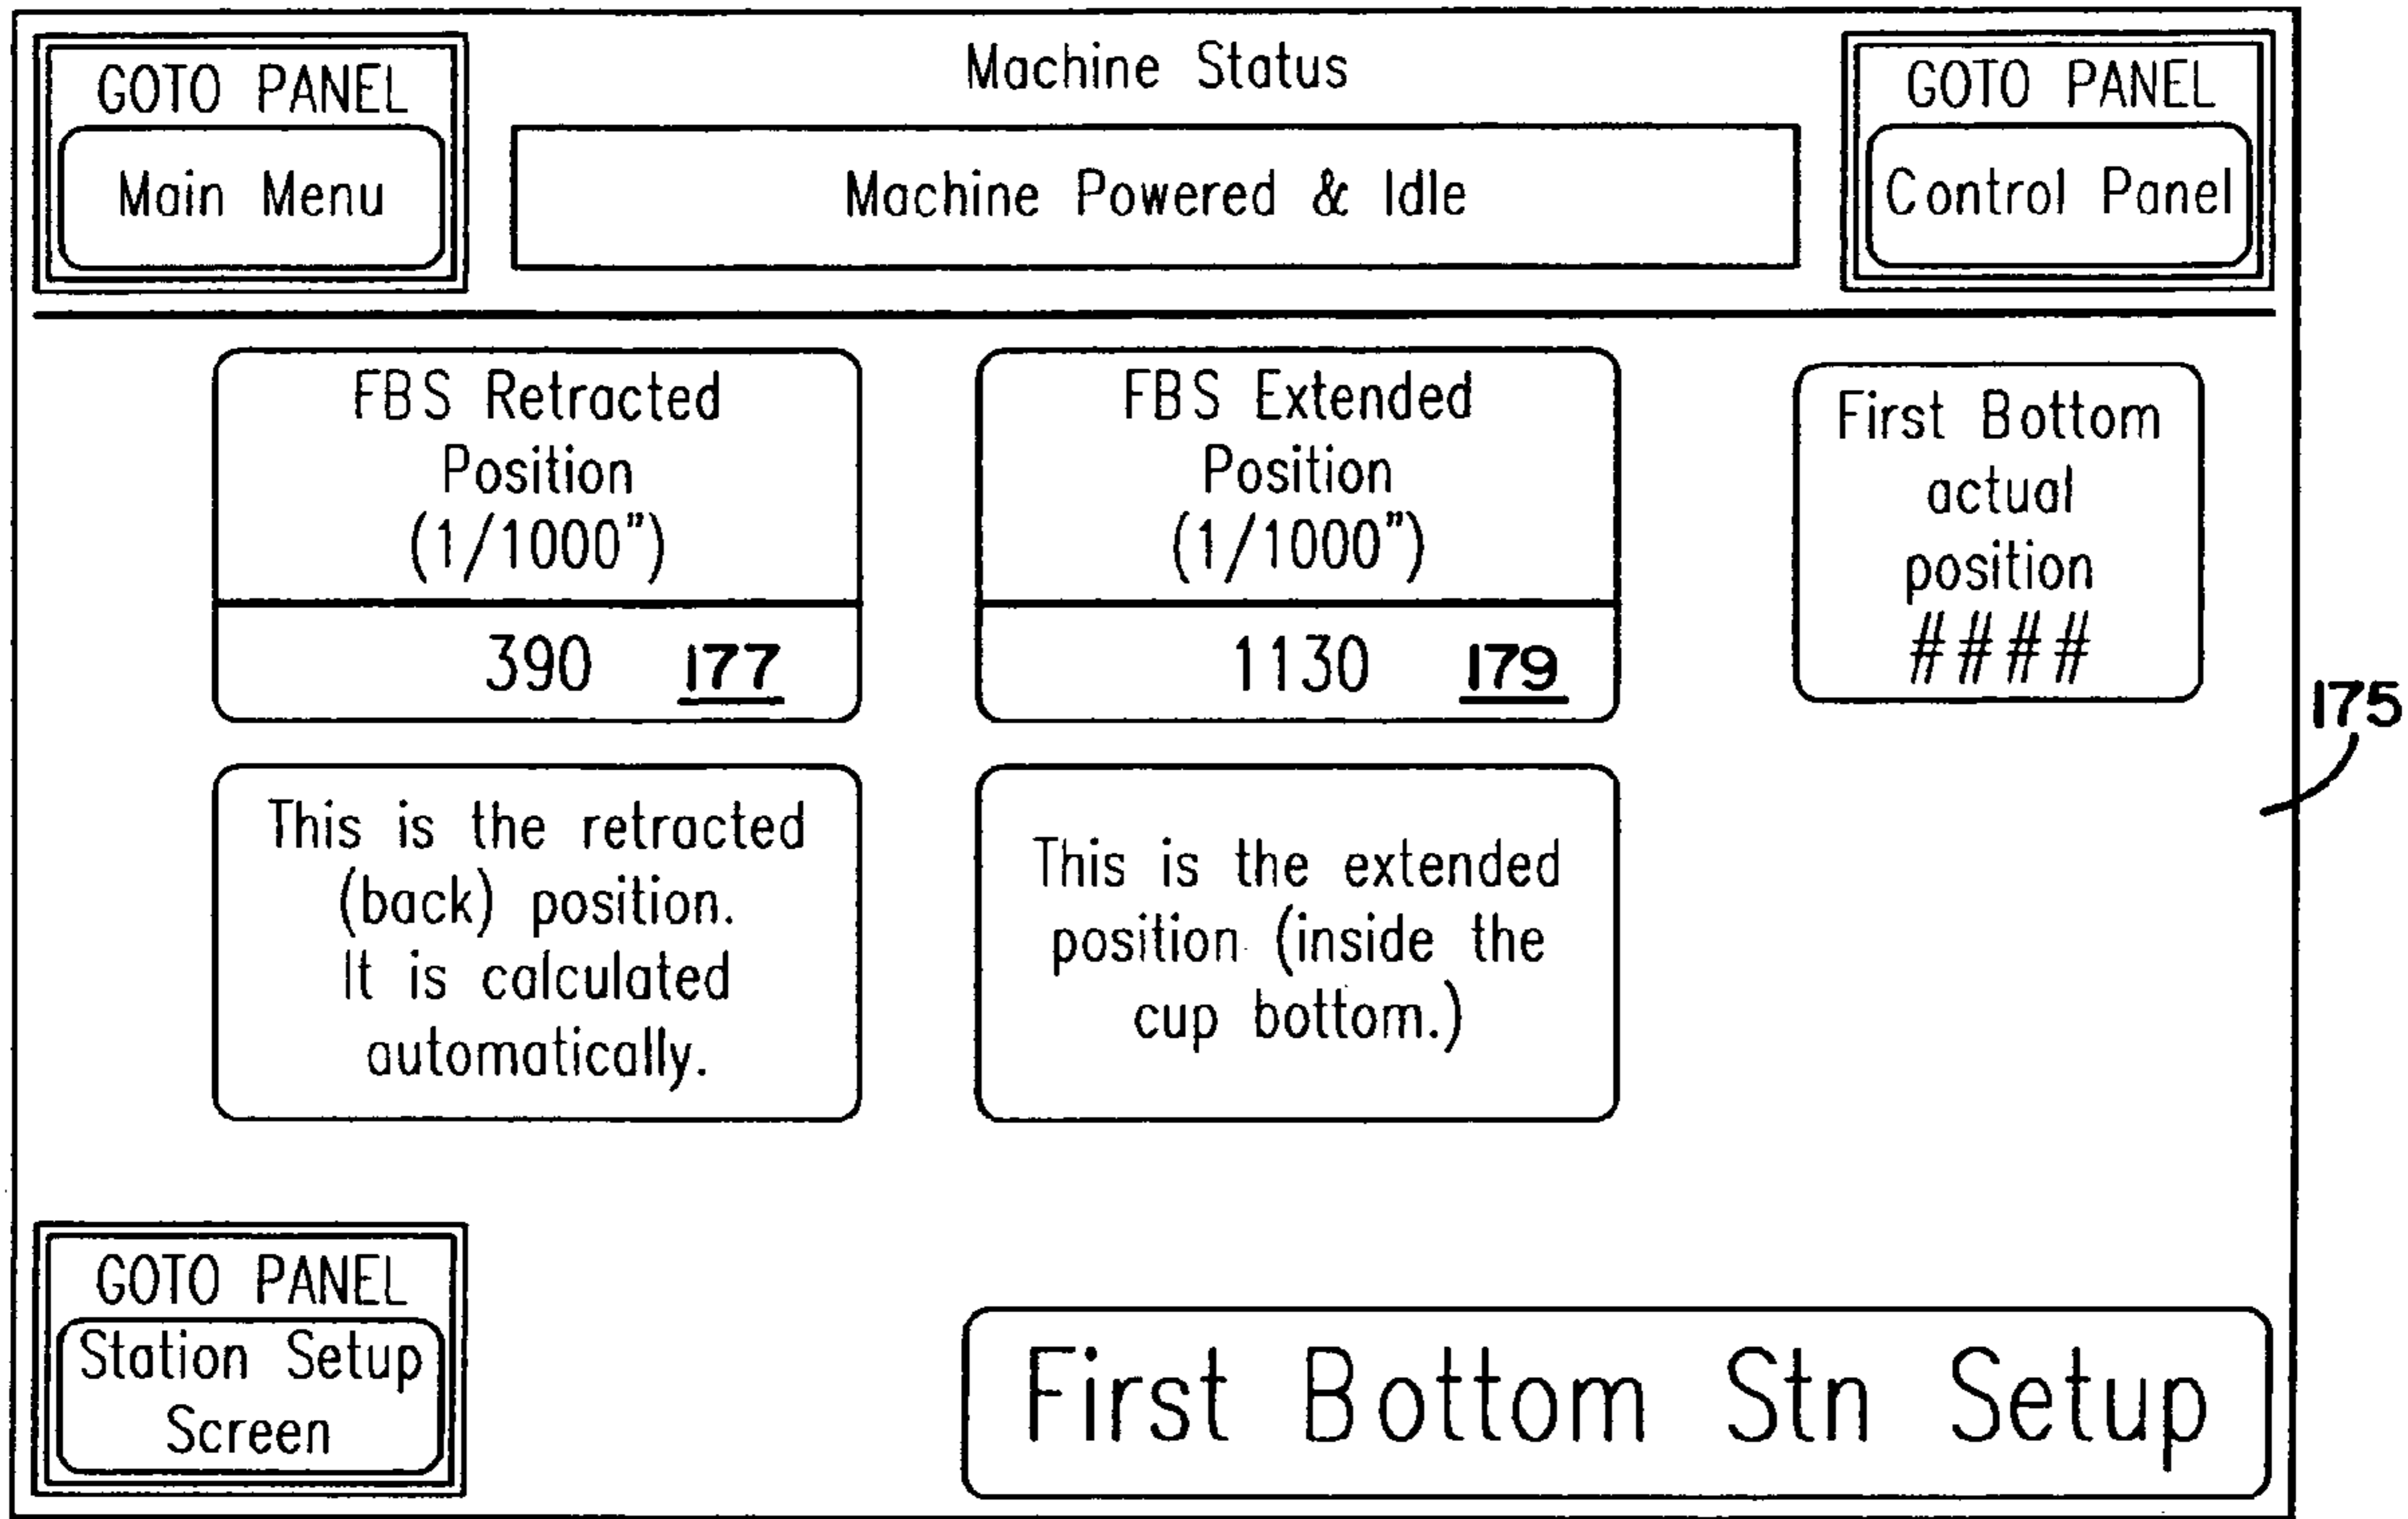 GOTO PANEL
Main Menu
Machine Status
Machine Powered & Idle
GOTO PANEL
Control Panel
FBS Retracted
Position
(1/1000")
390 177
FBS Extended
Position
(1/1000")
1130 179
First Bottom
actual
position
####
175
This is the retracted
(back) position.
It is calculated
automatically.
This is the extended
position (inside the
cup bottom.)
GOTO PANEL
Station Setup
Screen
First Bottom Stn Setup